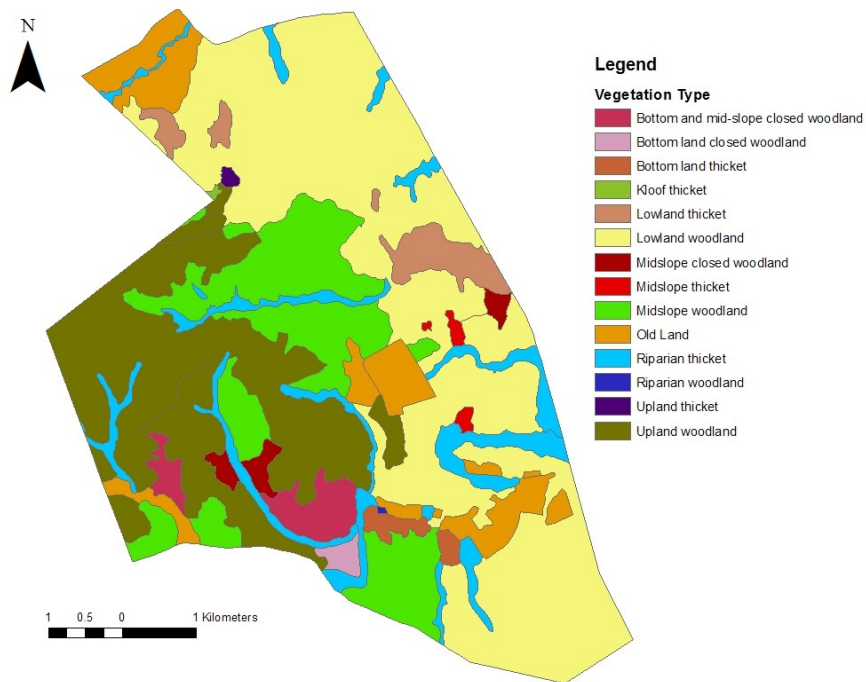 N
Legend
Vegetation Type
Bottom and mid-slope closed woodland
Bottom land closed woodland
Bottom land thicket
Kloof thicket
Lowland thicket
Lowland woodland
Midslope closed woodland
Midslope thicket
Midslope woodland
Old Land
Riparian thicket
Riparian woodland
Upland thicket
Upland woodland
1 0.5 0 1 Kilometers